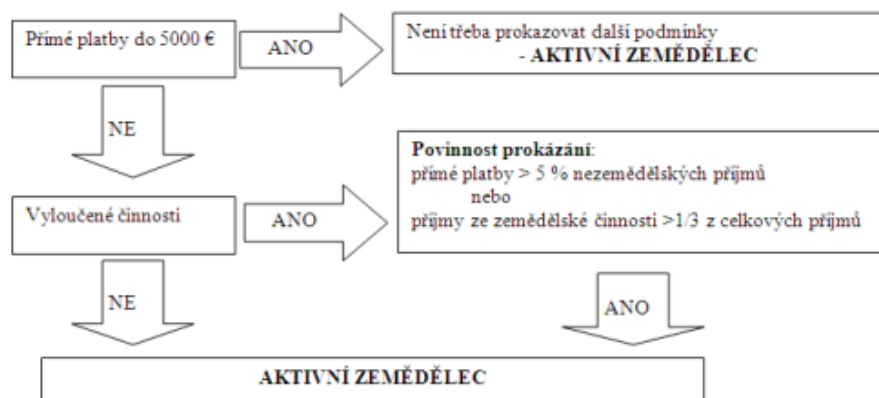 Přímé platby do 5000 €
ANO
Není třeba prokazovat další podmínky
- AKTIVNÍ ZEMĚDĚLEC
NE
Povinnost prokázání:
přímé platby > 5 % nezemědělských příjmů
nebo
příjmy ze zemědělské činnosti >1/3 z celkových příjmů
Vyloučené činnosti
ANO
NE
ANO
AKTIVNÍ ZEMĚDĚLEC